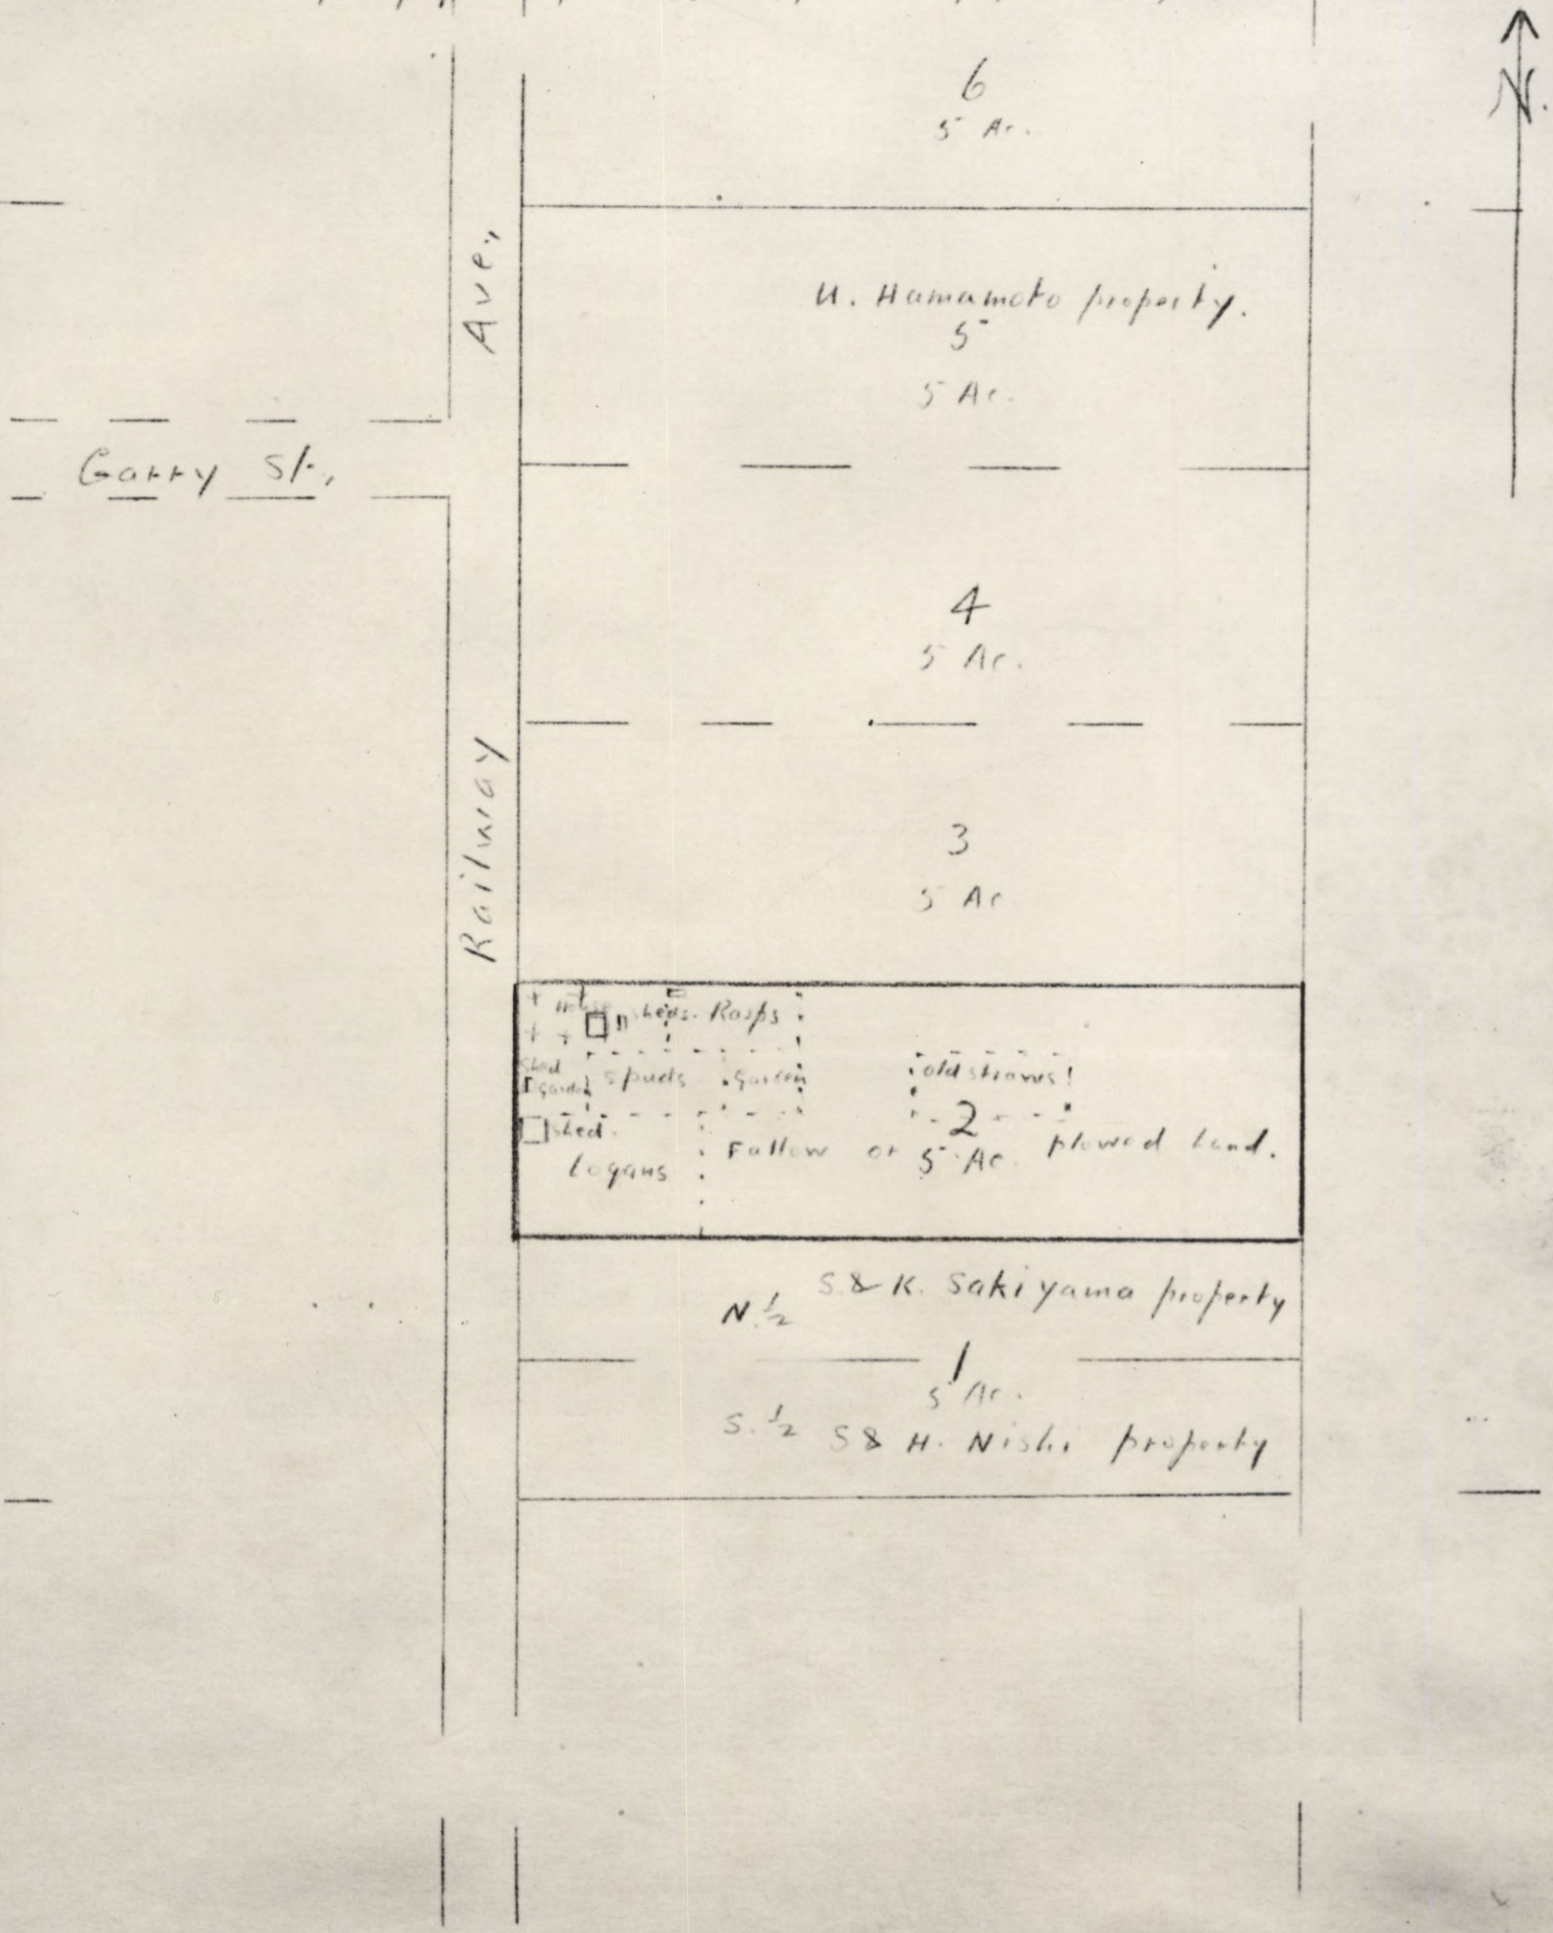 N.
6
5 Ac.
Ave.,
U. Hamamoto property.
5
5 Ac.
Garry St.,
4
5 Ac.
Railway
3
5 Ac
House sheds. Rasps
shed
garden spuds garden
old straws
2
shed.
Fallow or 5 Ac. plowed land.
Logans
S. & K. Sakiyama property
N. 1/2
1
5 Ac.
S. 1/2 S & H. Nishi property